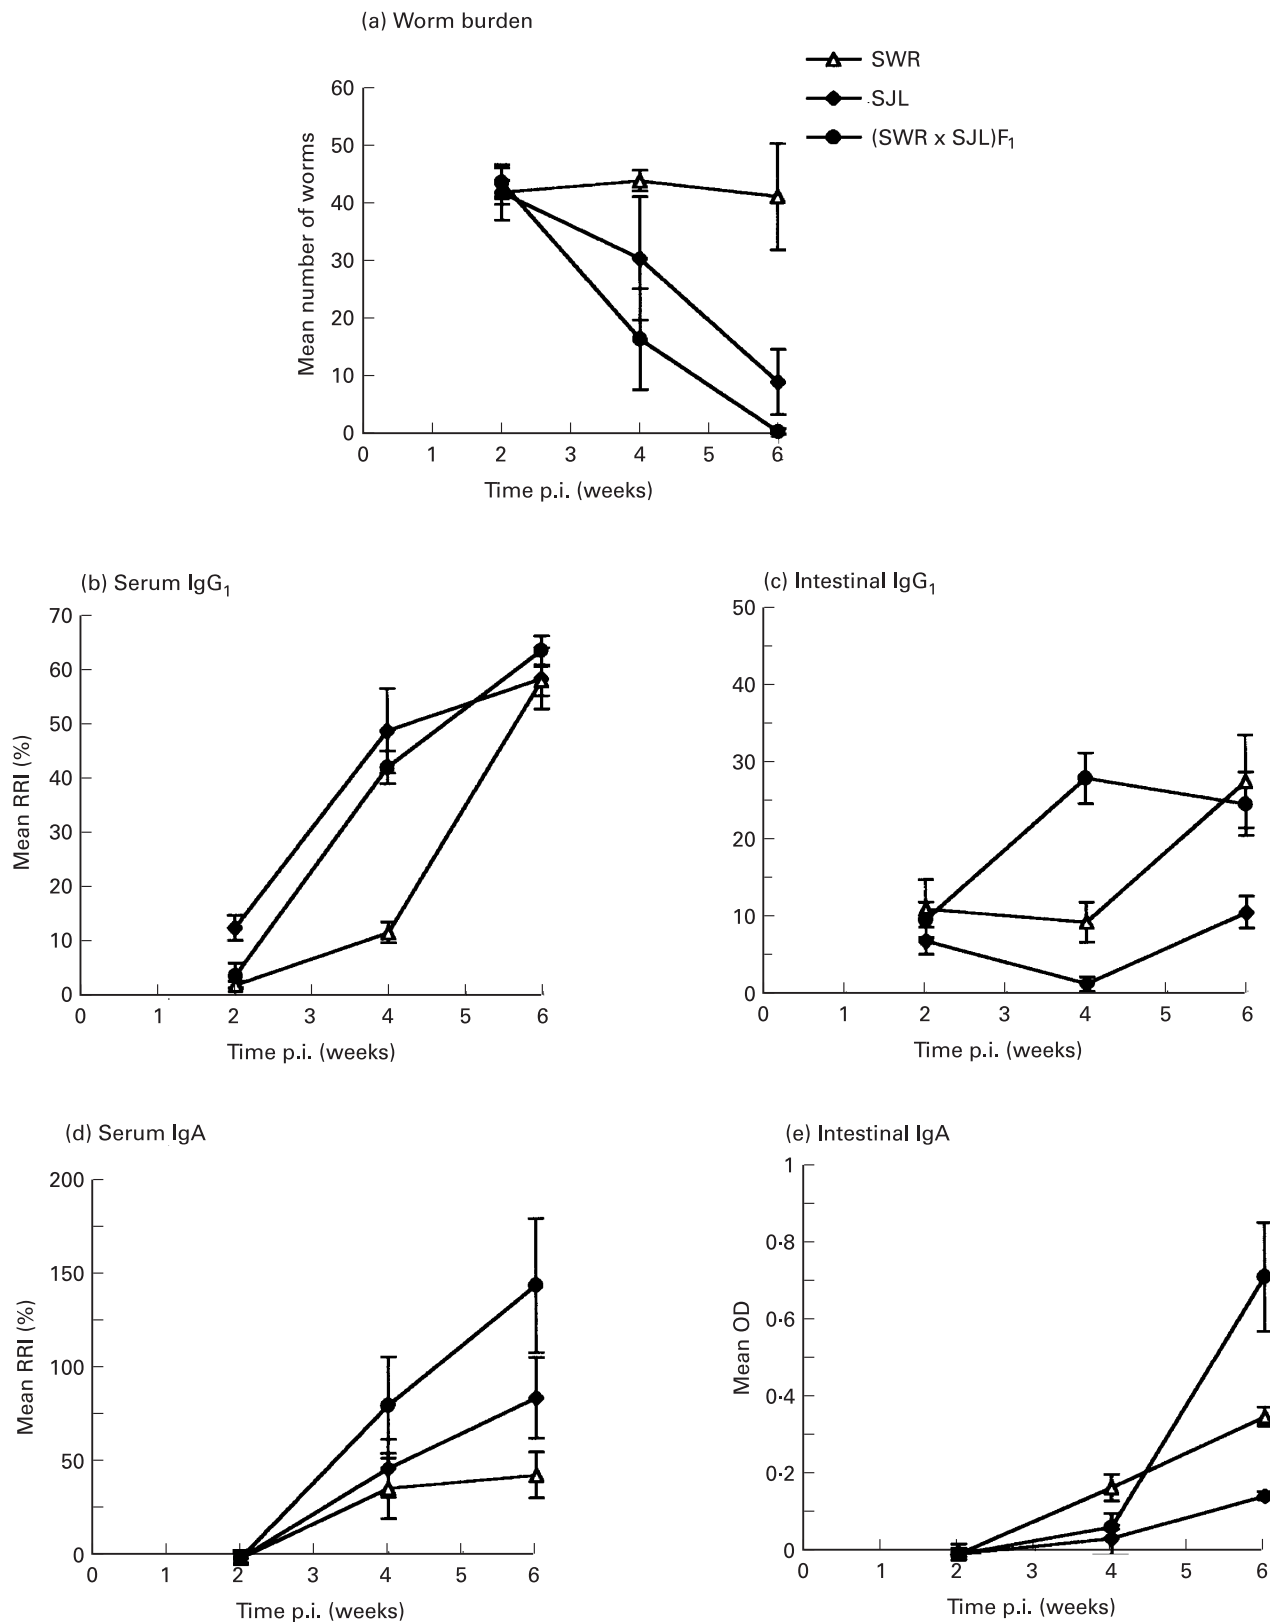 (a) Worm burden
SWR
SJL
(SWR x SJL)F₁
60
50
40
30
20
10
0
Mean number of worms
0 1 2 3 4 5 6
Time p.i. (weeks)
(b) Serum IgG₁
70
60
50
40
30
20
10
0
Mean RRI (%)
0 1 2 3 4 5 6
Time p.i. (weeks)
(c) Intestinal IgG₁
50
40
30
20
10
0
0 1 2 3 4 5 6
Time p.i. (weeks)
(d) Serum IgA
200
150
100
50
0
Mean RRI (%)
0 1 2 3 4 5 6
Time p.i. (weeks)
(e) Intestinal IgA
1
0·8
0·6
0·4
0·2
0
Mean OD
0 1 2 3 4 5 6
Time p.i. (weeks)